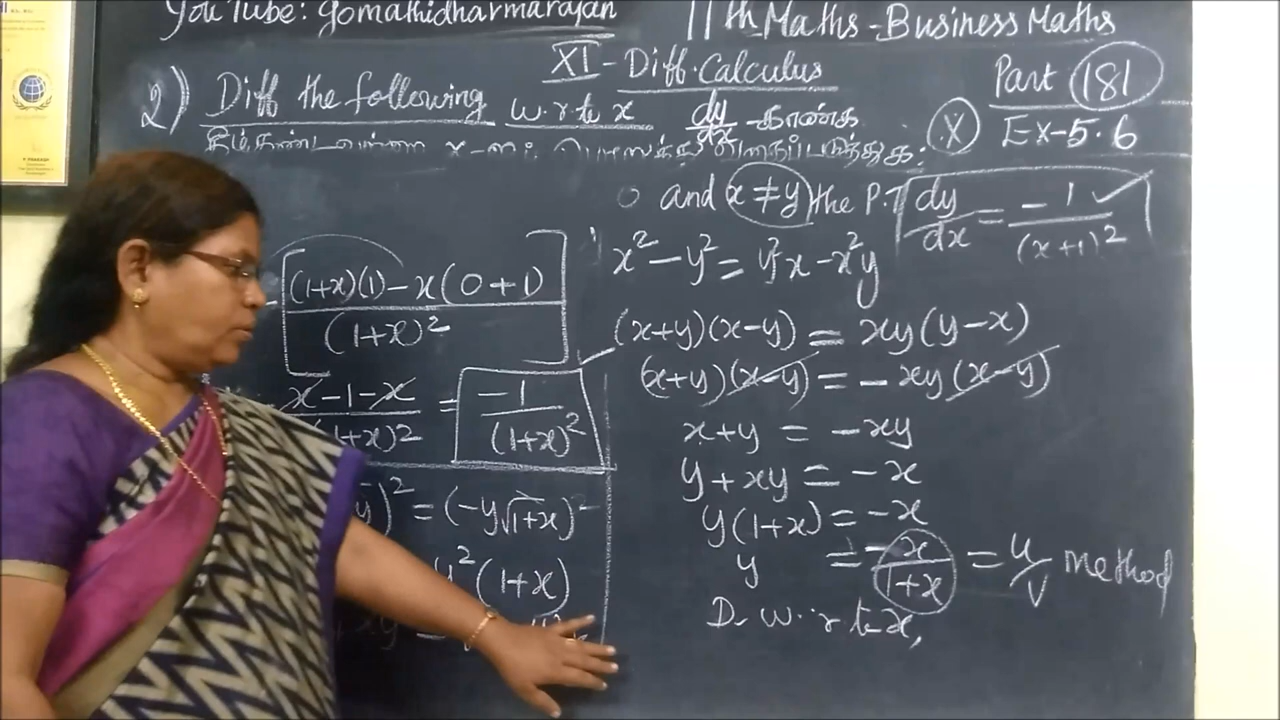 YouTube: gomathidharmarajan
11th Maths-Business Maths
XI - Diff. Calculus
Part 181
Ex-5.6
2) Diff the following w.r.to x dy/dx - காண்க
(x)
and x ≠ y the P.T dy/dx = -1/(x+1)²
x² - y² = y²x - x²y
(x+y)(x-y) = xy(y-x)
(x+y)(x-y) = -xy(x-y)
x+y = -xy
y+xy = -x
y(1+x) = -x
y = -x/(1+x) = u/v method
D. w. r. to x,
- [(1+x)(1) - x(0+1) / (1+x)²]
x-1-x / (1+x)² = -1/(1+x)²
)² = (-y√1+x)²
y²(1+x)